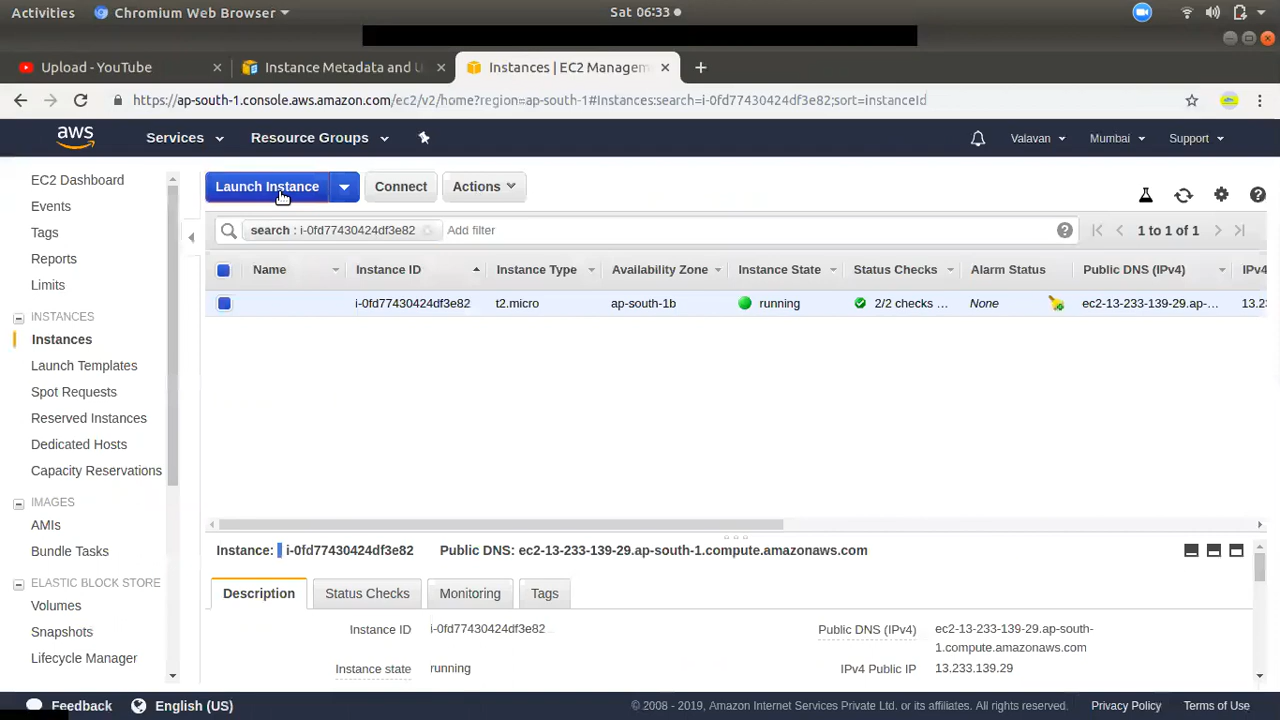 Activities Chromium Web Browser Sat 06:33
Upload - YouTube Instance Metadata and U Instances | EC2 Managem
https://ap-south-1.console.aws.amazon.com/ec2/v2/home?region=ap-south-1#Instances:search=i-0fd77430424df3e82;sort=instanceId
aws Services Resource Groups Valavan Mumbai Support
EC2 Dashboard
Events
Tags
Reports
Limits
INSTANCES
Instances
Launch Templates
Spot Requests
Reserved Instances
Dedicated Hosts
Capacity Reservations
IMAGES
AMIs
Bundle Tasks
ELASTIC BLOCK STORE
Volumes
Snapshots
Lifecycle Manager
Launch Instance Connect Actions
search : i-0fd77430424df3e82 Add filter 1 to 1 of 1
Name Instance ID Instance Type Availability Zone Instance State Status Checks Alarm Status Public DNS (IPv4) IPv4
i-0fd77430424df3e82 t2.micro ap-south-1b running 2/2 checks ... None ec2-13-233-139-29.ap-... 13.23
Instance: i-0fd77430424df3e82 Public DNS: ec2-13-233-139-29.ap-south-1.compute.amazonaws.com
Description Status Checks Monitoring Tags
Instance ID i-0fd77430424df3e82 Public DNS (IPv4) ec2-13-233-139-29.ap-south-
1.compute.amazonaws.com
Instance state running IPv4 Public IP 13.233.139.29
Feedback English (US) © 2008 - 2019, Amazon Internet Services Private Ltd. or its affiliates. All rights reserved. Privacy Policy Terms of Use